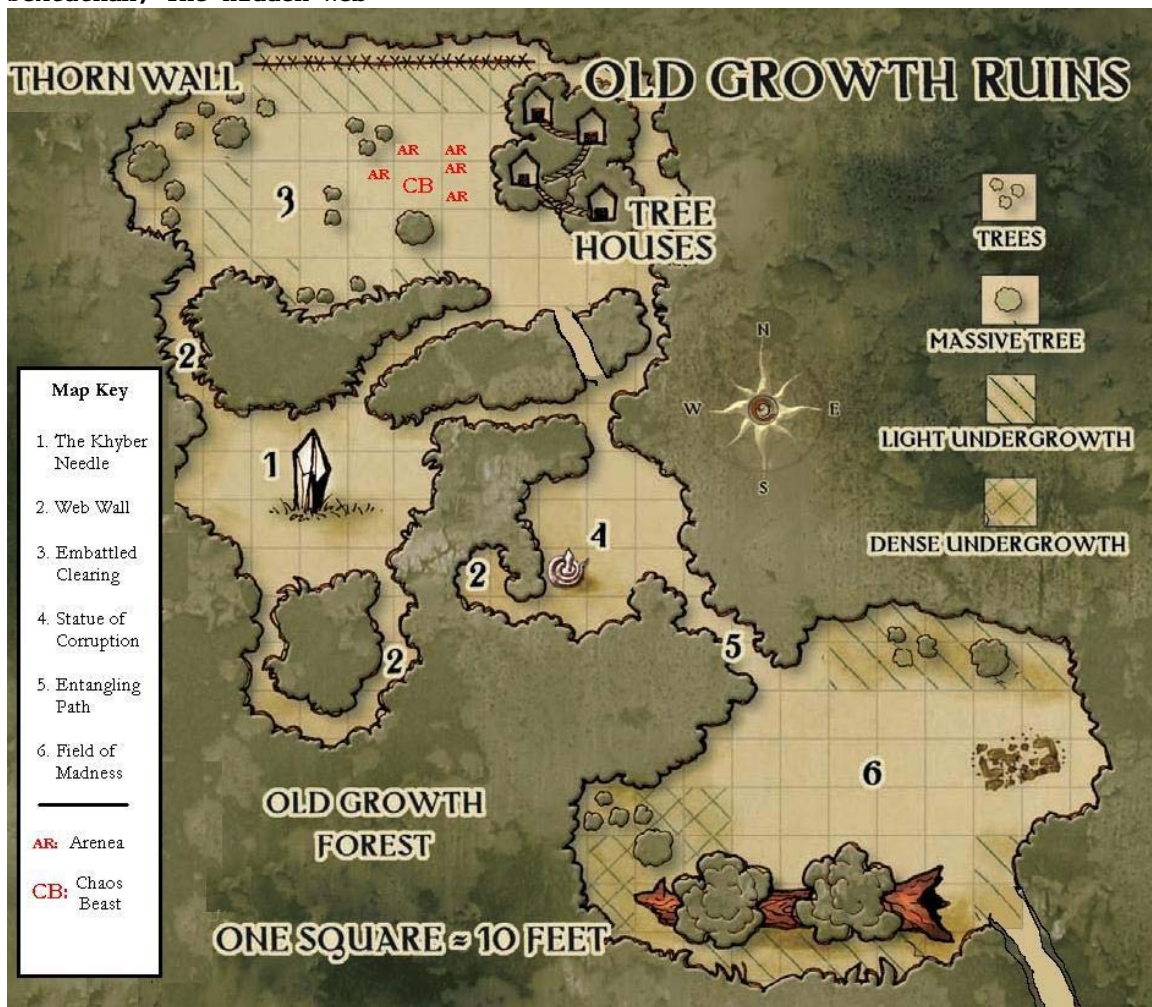 THORN WALL
OLD GROWTH RUINS
AR
AR
AR
AR
CB
AR
3
TREE
HOUSES
TREES
MASSIVE TREE
LIGHT UNDERGROWTH
DENSE UNDERGROWTH
N
W
E
S
2
1
4
2
2
5
6
OLD GROWTH
FOREST
ONE SQUARE = 10 FEET
Map Key
1. The Khyber
Needle
2. Web Wall
3. Embattled
Clearing
4. Statue of
Corruption
5. Entangling
Path
6. Field of
Madness
AR: Arenea
CB: Chaos
Beast